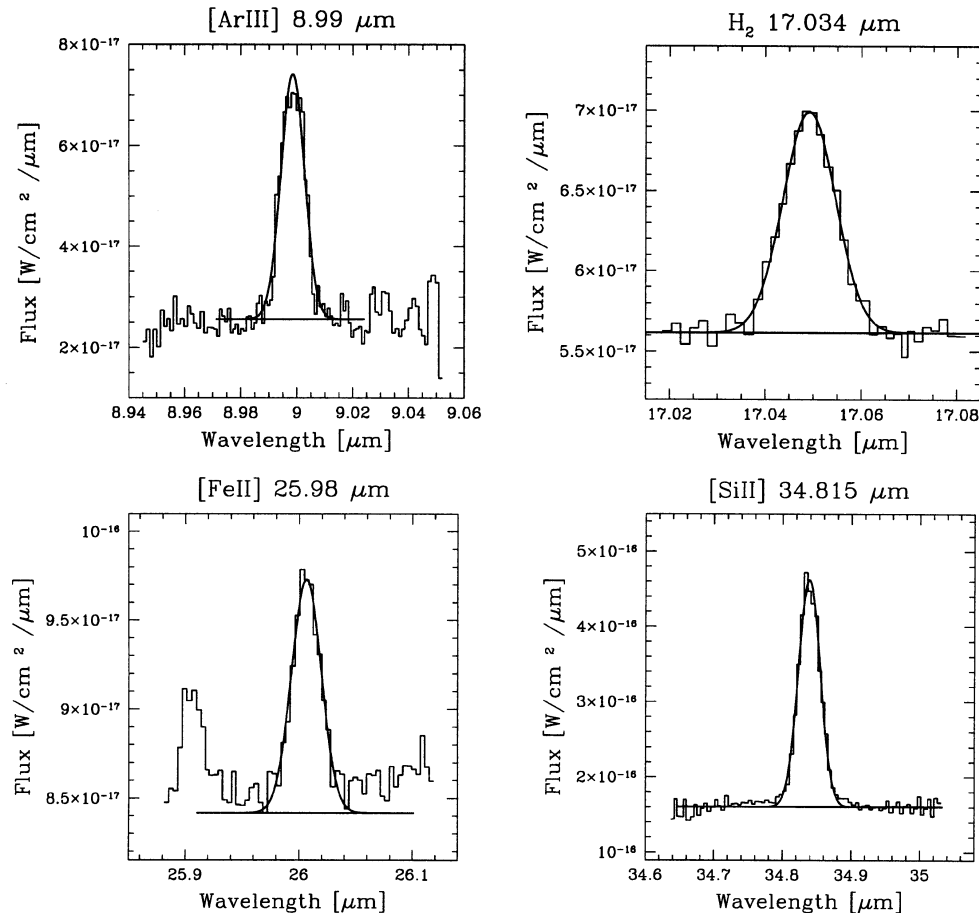 [ArIII] 8.99 μm
8×10⁻¹⁷
6×10⁻¹⁷
4×10⁻¹⁷
2×10⁻¹⁷
Flux [W/cm ² /μm]
8.94 8.96 8.98 9 9.02 9.04 9.06
Wavelength [μm]
H₂ 17.034 μm
7×10⁻¹⁷
6.5×10⁻¹⁷
6×10⁻¹⁷
5.5×10⁻¹⁷
Flux [W/cm ² /μm]
17.02 17.04 17.06 17.08
Wavelength [μm]
[FeII] 25.98 μm
10⁻¹⁶
9.5×10⁻¹⁷
9×10⁻¹⁷
8.5×10⁻¹⁷
Flux [W/cm ² /μm]
25.9 26 26.1
Wavelength [μm]
[SiII] 34.815 μm
5×10⁻¹⁶
4×10⁻¹⁶
3×10⁻¹⁶
2×10⁻¹⁶
10⁻¹⁶
Flux [W/cm ² /μm]
34.6 34.7 34.8 34.9 35
Wavelength [μm]